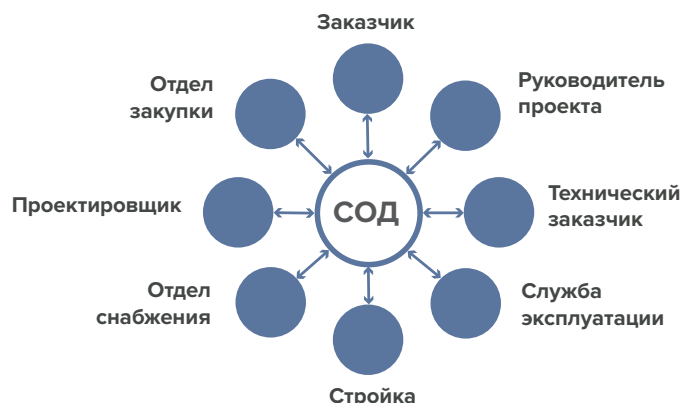 Заказчик
Отдел
закупки
Руководитель
проекта
Проектировщик
СОД
Технический
заказчик
Отдел
снабжения
Служба
эксплуатации
Стройка